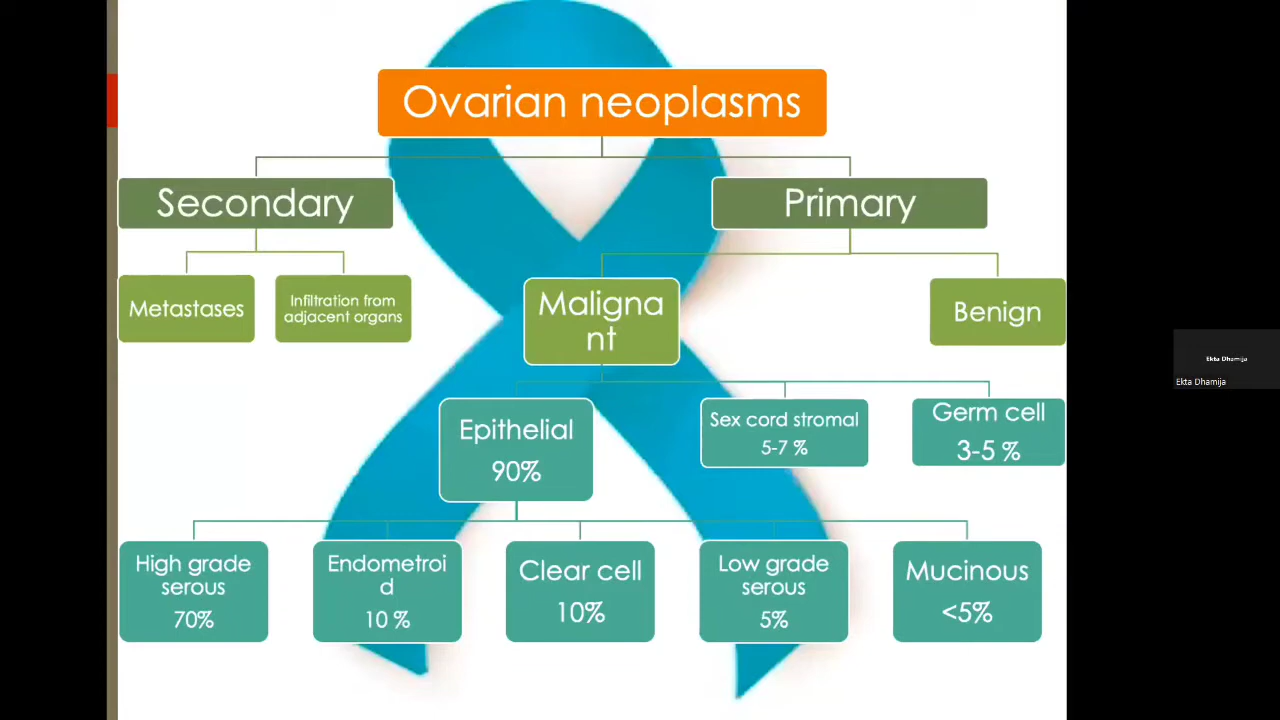 Ovarian neoplasms
Secondary
Primary
Metastases
Infiltration from
adjacent organs
Maligna
nt
Benign
Epithelial
90%
Sex cord stromal
5-7 %
Germ cell
3-5 %
High grade
serous
70%
Endometroi
d
10 %
Clear cell
10%
Low grade
serous
5%
Mucinous
<5%
Ekta Dhamija
Ekta Dhamija